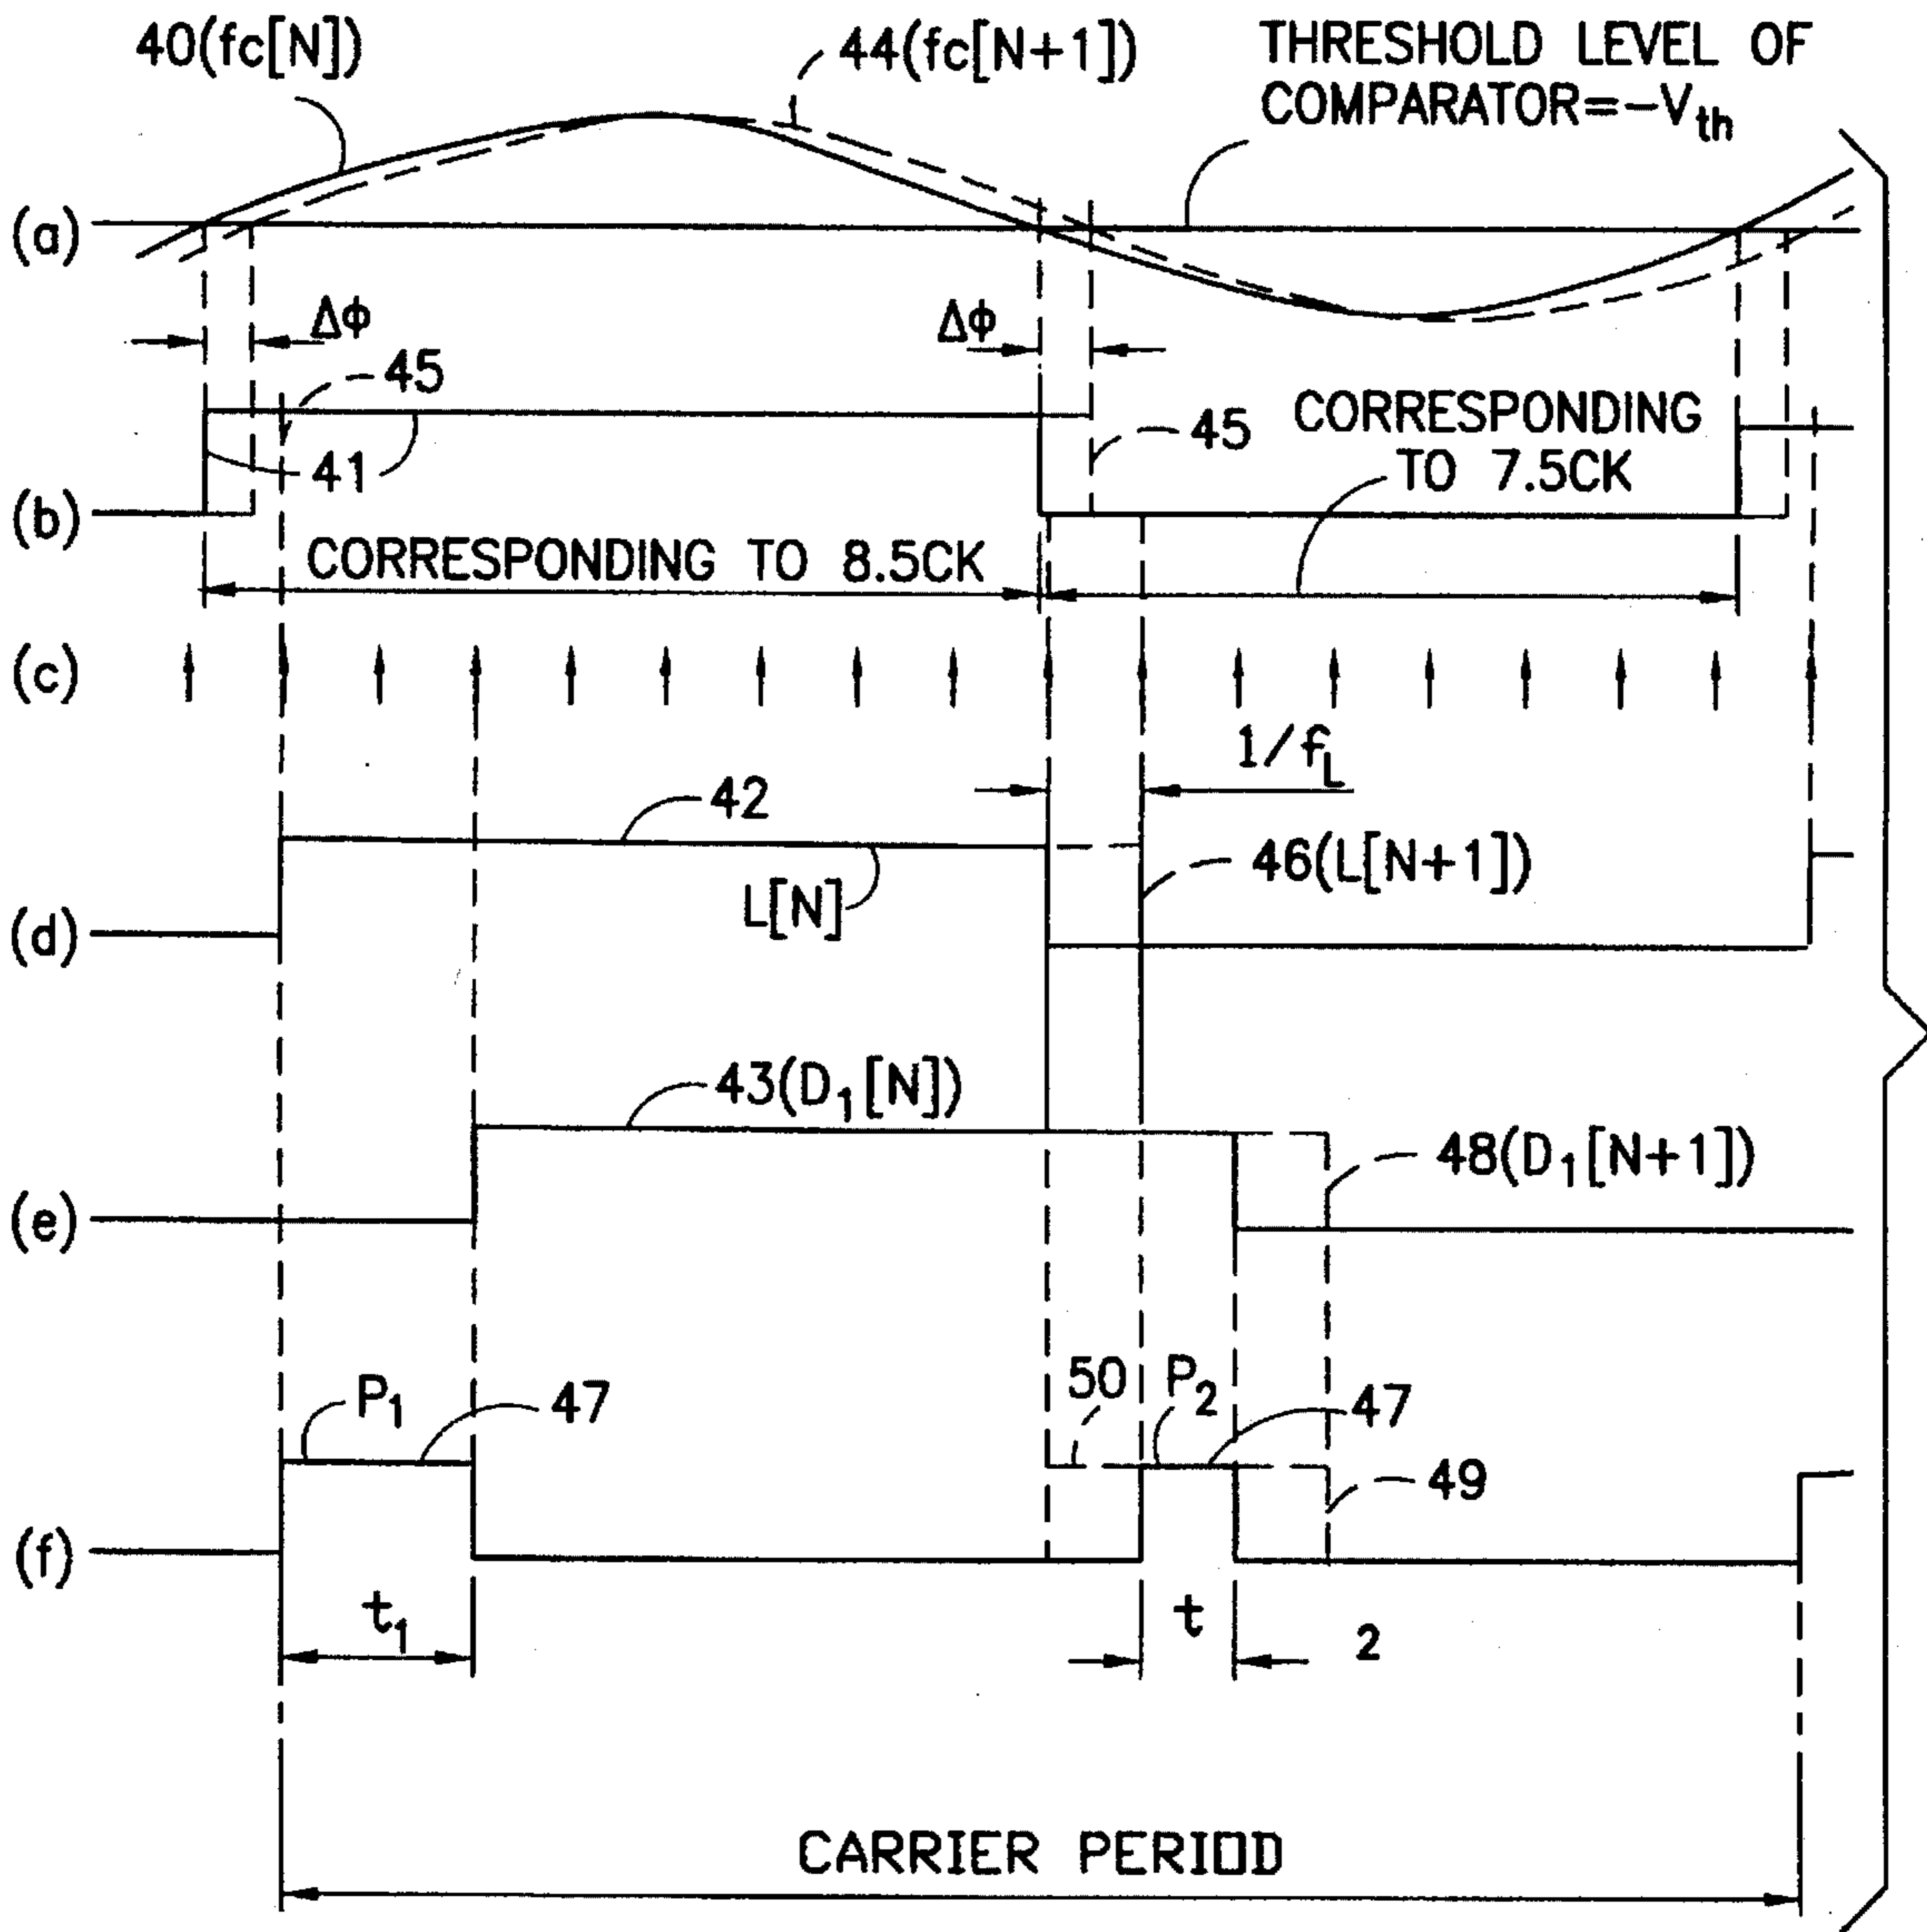 40(fc[N])
44(fc[N+1])
THRESHOLD LEVEL OF
COMPARATOR=-Vth
(a)
Δφ
Δφ
45
41
45
CORRESPONDING
TO 7.5CK
(b)
CORRESPONDING TO 8.5CK
(c)
1/fL
42
L[N]
46(L[N+1])
(d)
43(D1[N])
48(D1[N+1])
(e)
P1
47
50
P2
47
49
(f)
t1
t 2
CARRIER PERIOD